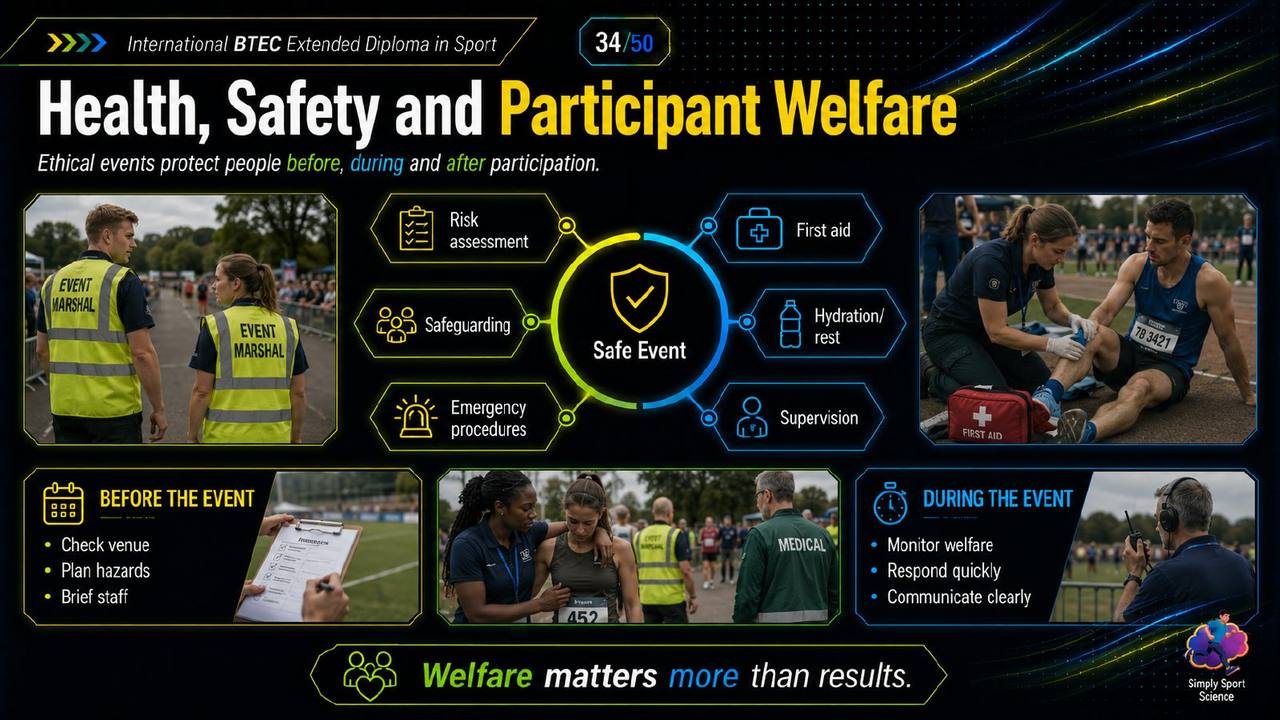 International BTEC Extended Diploma in Sport
34/50
Health, Safety and Participant Welfare
Ethical events protect people before, during and after participation.
EVENT
MARSHAL
EVENT
MARSHAL
Risk
assessment
Safeguarding
Emergency
procedures
Safe Event
First aid
Hydration/
rest
Supervision
78 3421
FIRST AID
BEFORE THE EVENT
• Check venue
• Plan hazards
• Brief staff
EVENT
MARSHAL
MEDICAL
452
DURING THE EVENT
• Monitor welfare
• Respond quickly
• Communicate clearly
Welfare matters more than results.
Simply Sport
Science